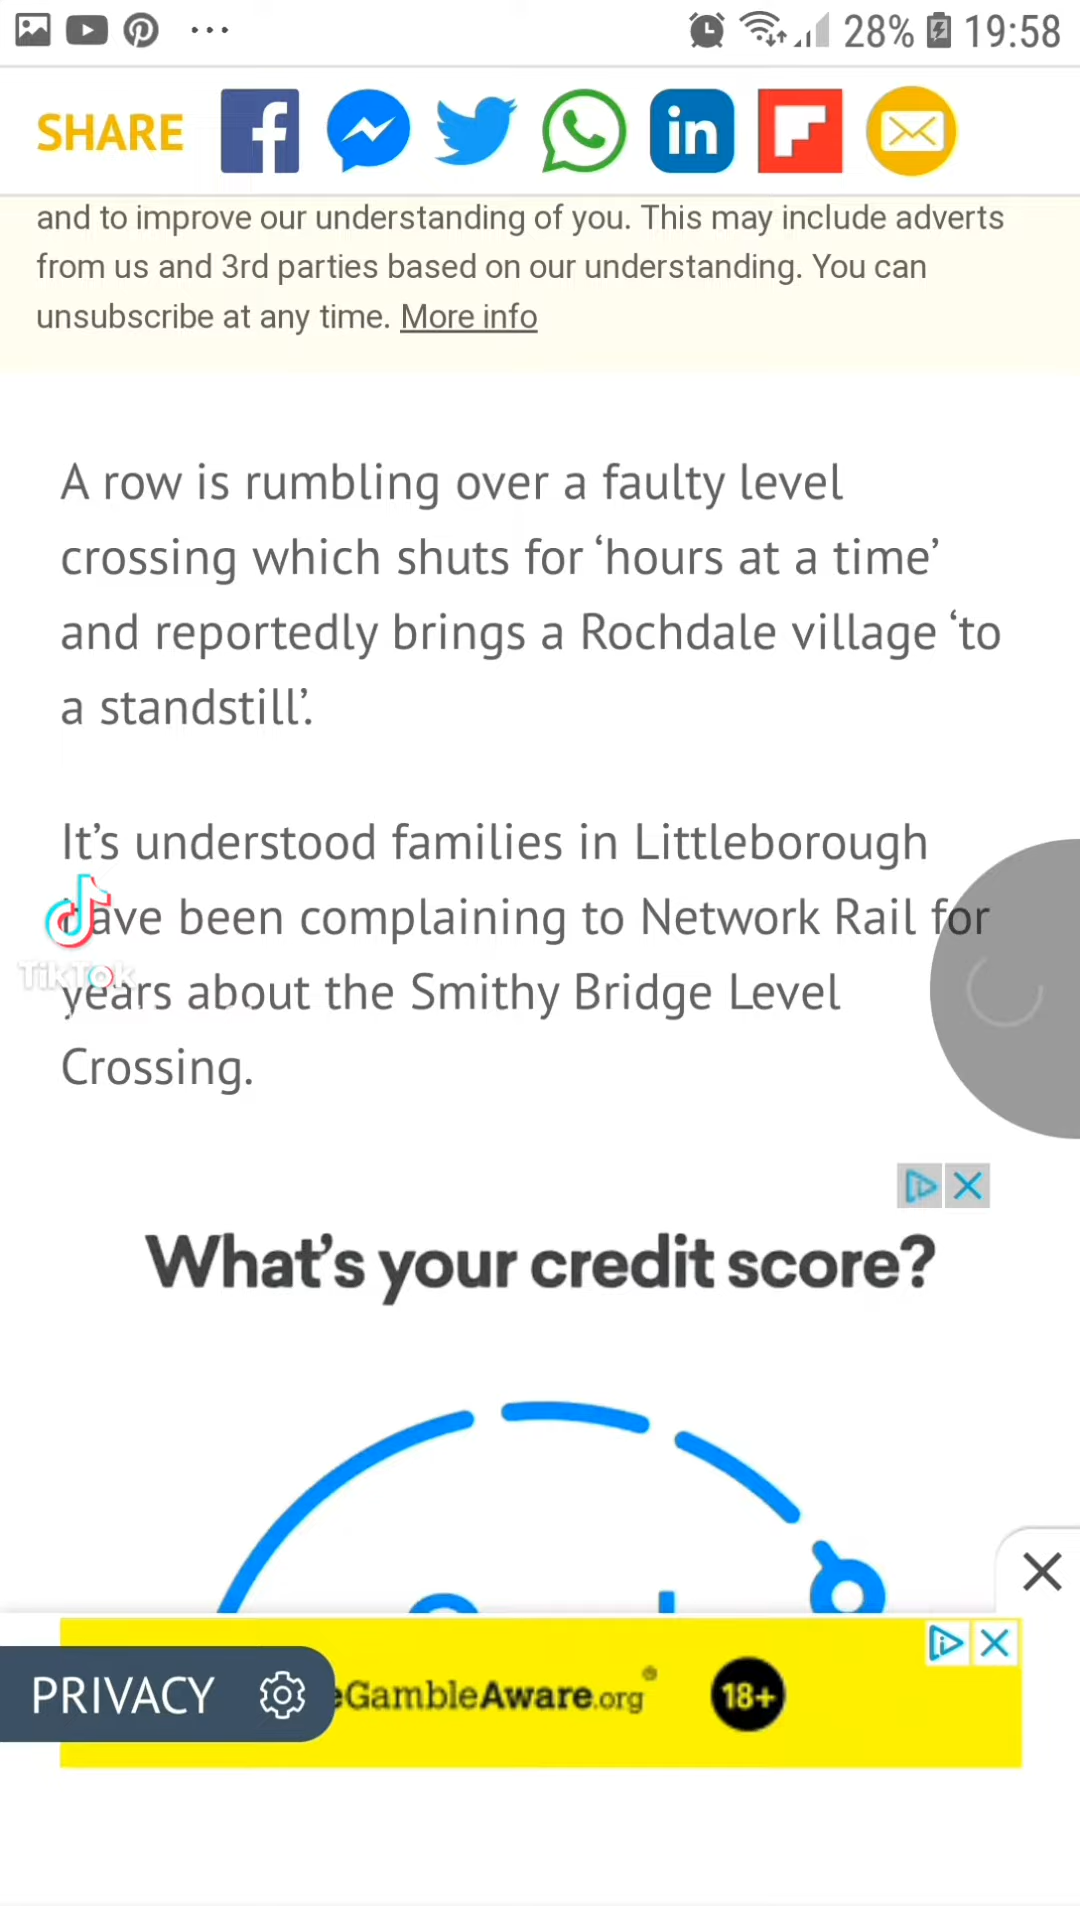 28% 19:58
SHARE
and to improve our understanding of you. This may include adverts
from us and 3rd parties based on our understanding. You can
unsubscribe at any time. More info
A row is rumbling over a faulty level
crossing which shuts for ‘hours at a time’
and reportedly brings a Rochdale village ‘to
a standstill’.
It’s understood families in Littleborough
have been complaining to Network Rail for
TikTok
years about the Smithy Bridge Level
Crossing.
What’s your credit score?
PRIVACY
eGambleAware.org 18+